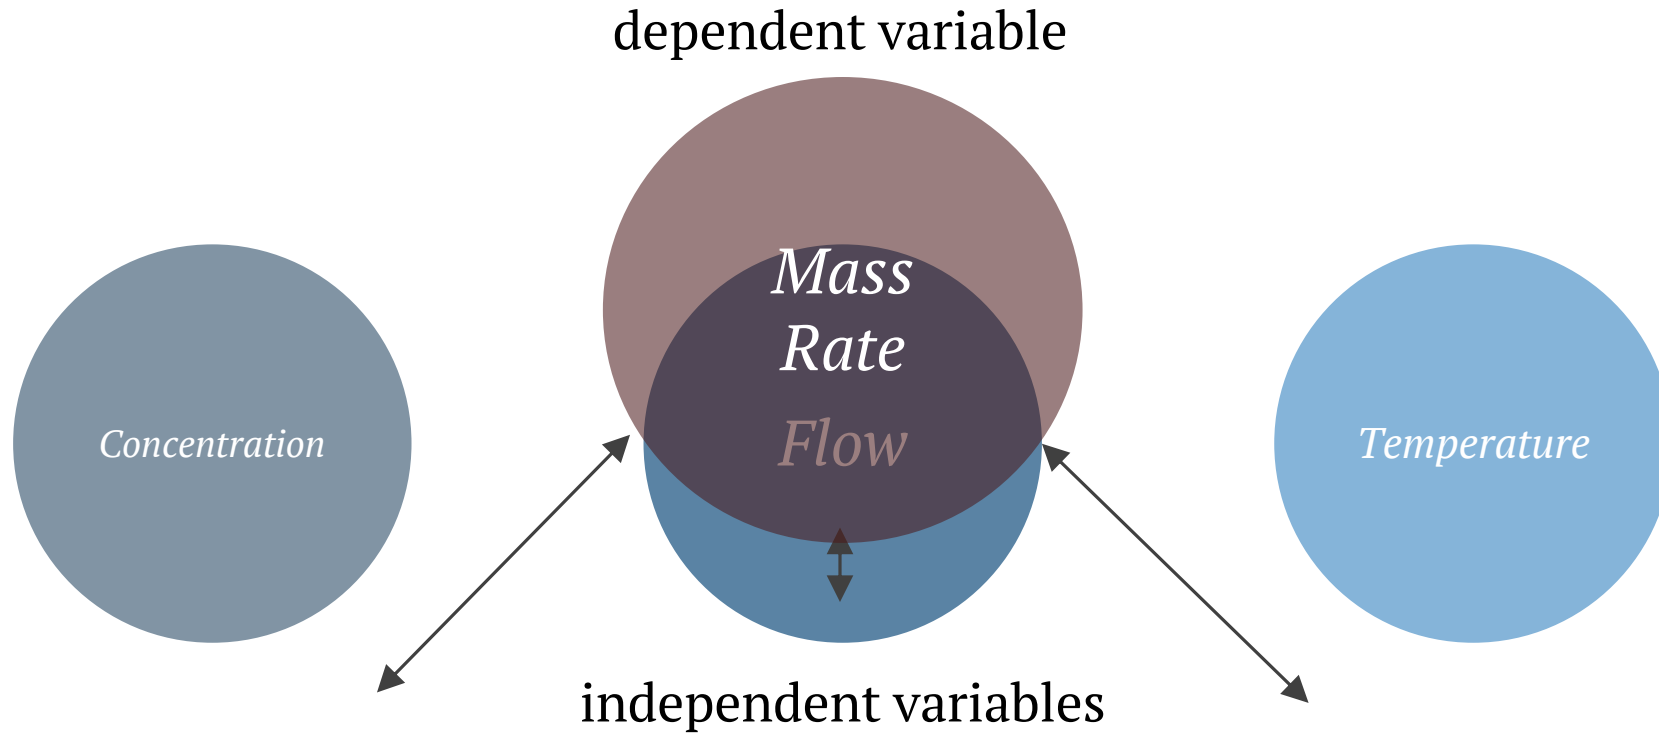 dependent variable
Mass
Rate
Flow
Concentration
Temperature
independent variables